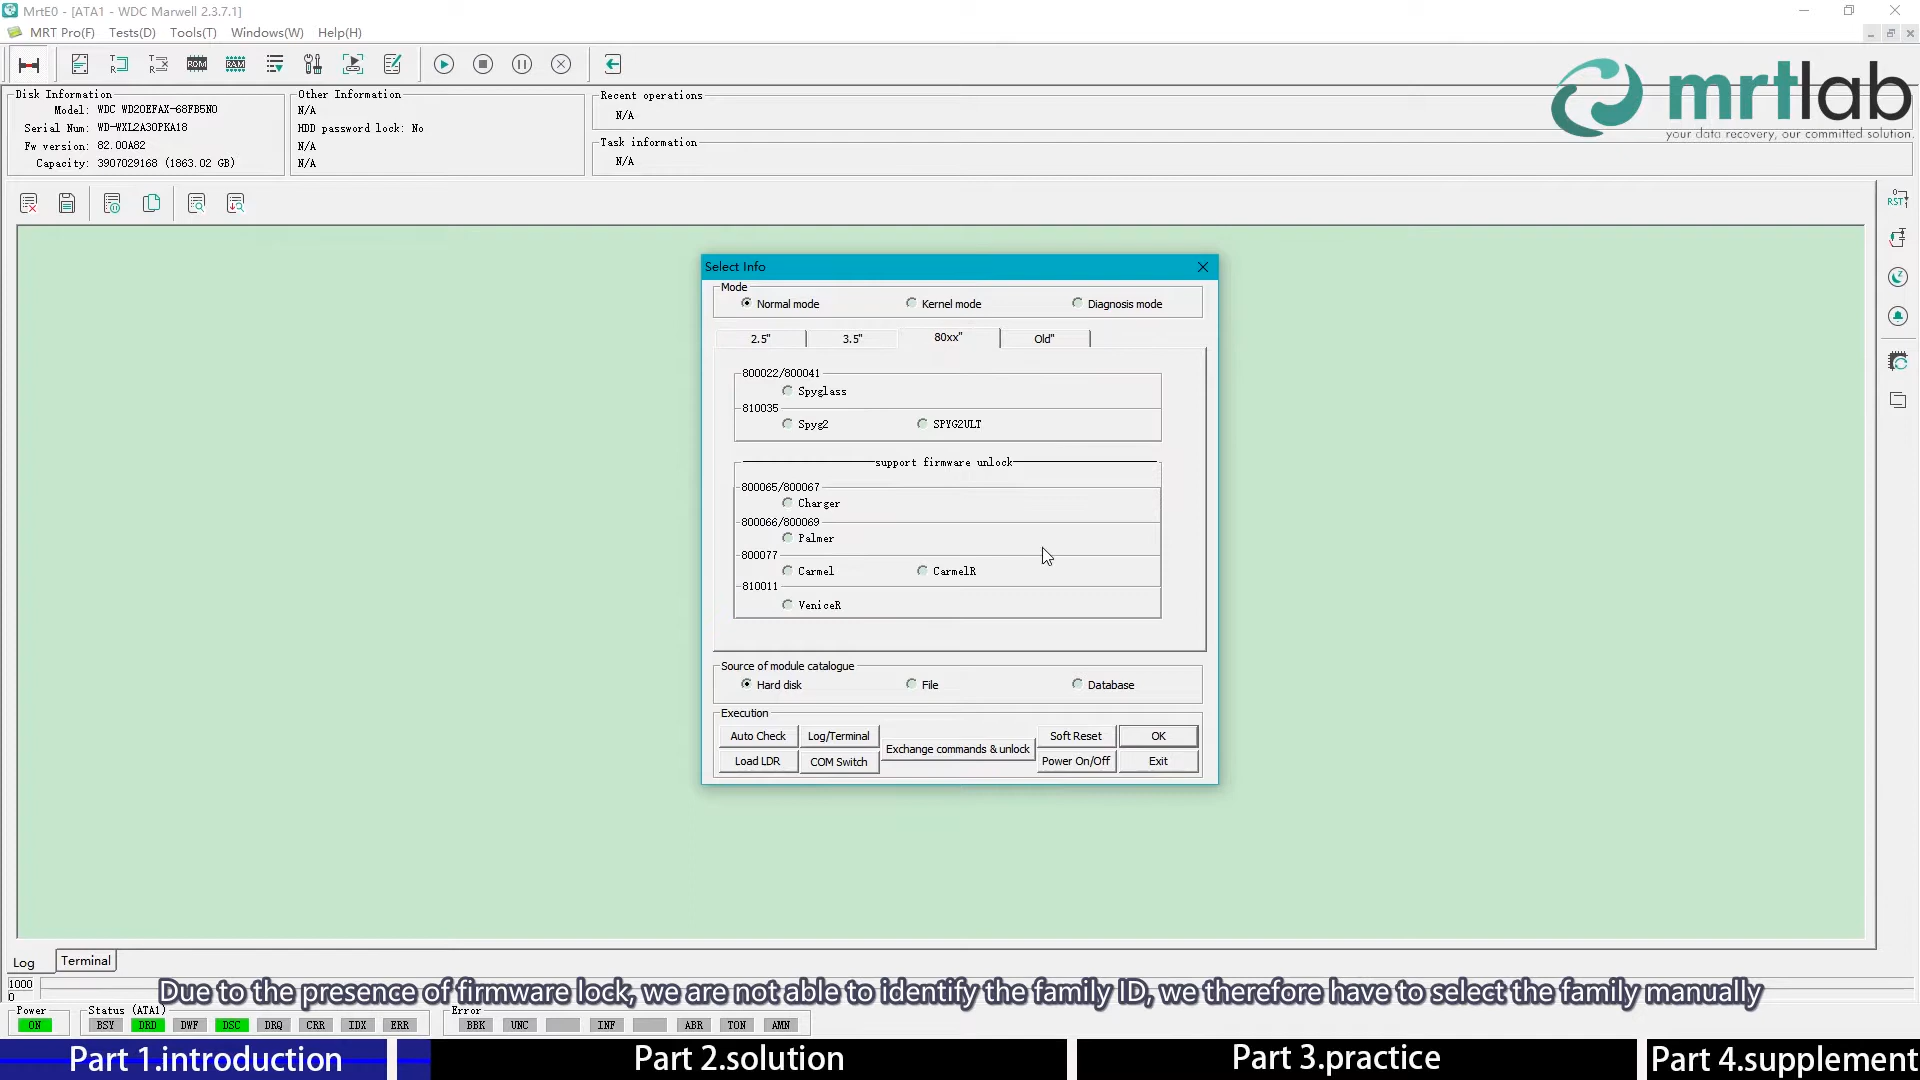 MrtE0 - [ATA1 - WDC Marwell 2.3.7.1]
MRT Pro(F) Tests(D) Tools(T) Windows(W) Help(H)
ROM RAM
mrtlab
your data recovery, our committed solution.
Disk Information
Model: WDC WD20EFAX-68FB5N0
Serial Num: WD-WXL2A30PKA18
Fw version: 82.00A82
Capacity: 3907029168 (1863.02 GB)
Other Information
N/A
HDD password lock: No
N/A
N/A
Recent operations
N/A
Task information
N/A
RST
Select Info
Mode
Normal mode Kernel mode Diagnosis mode
2.5" 3.5" 80xx" Old"
800022/800041
Spyglass
810035
Spyg2 SPYG2ULT
support firmware unlock
800065/800067
Charger
800066/800069
Palmer
800077
Carmel CarmelR
810011
VeniceR
Source of module catalogue
Hard disk File Database
Execution
Auto Check Log/Terminal Exchange commands & unlock Soft Reset OK
Load LDR COM Switch Power On/Off Exit
Log Terminal
1000
0
Due to the presence of firmware lock, we are not able to identify the family ID, we therefore have to select the family manually
Power Status (ATA1) Error
ON BSY DRD DWF DSC DRQ CRR IDX ERR BBK UNC INF ABR TON AMN
Part 1.introduction Part 2.solution Part 3.practice Part 4.supplement